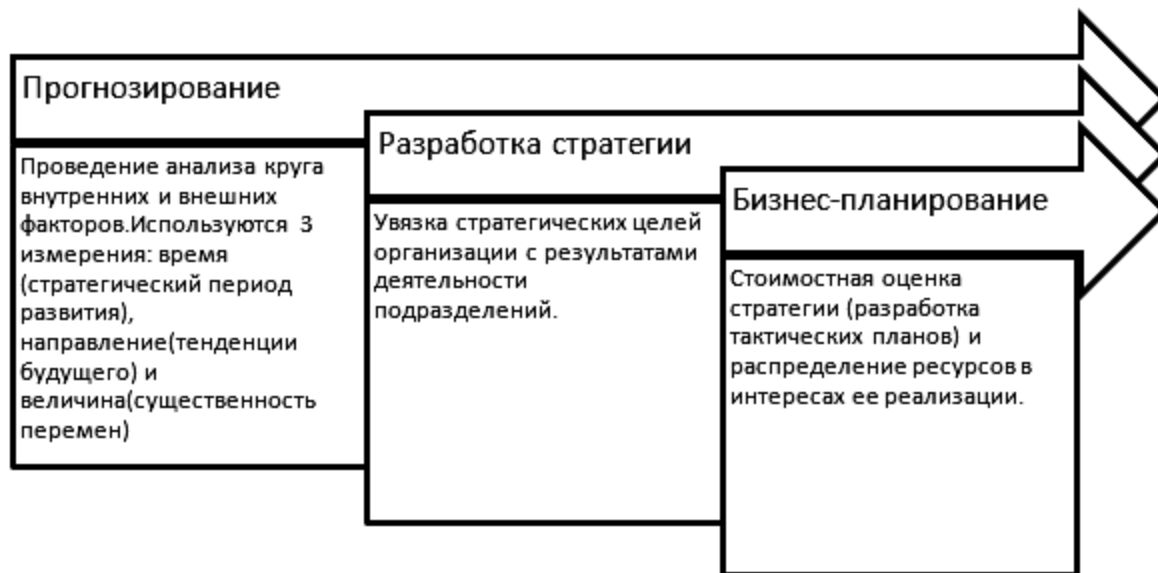 Прогнозирование
Проведение анализа круга
внутренних и внешних
факторов.Используются 3
измерения: время
(стратегический период
развития),
направление(тенденции
будущего) и
величина(существенность
перемен)
Разработка стратегии
Увязка стратегических целей
организации с результатами
деятельности
подразделений.
Бизнес-планирование
Стоимостная оценка
стратегии (разработка
тактических планов) и
распределение ресурсов в
интересах ее реализации.